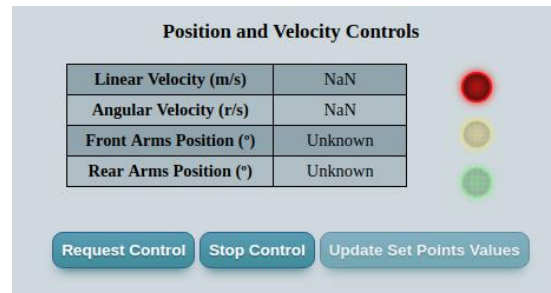 Position and Velocity Controls
Linear Velocity (m/s) NaN
Angular Velocity (r/s) NaN
Front Arms Position (º) Unknown
Rear Arms Position (º) Unknown
Request Control Stop Control Update Set Points Values